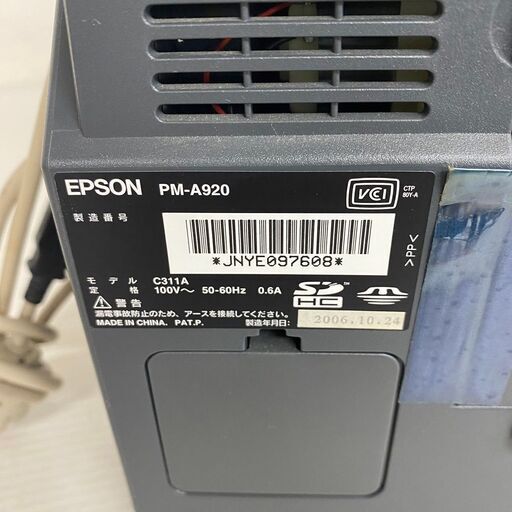 EPSON PM-A920
VCCI
CTP
80Y-A
製造番号
*JNYE097608*
>PP<
モデル C311A
定格 100V～ 50-60Hz 0.6A
SD™
HC
警告
漏電事故防止のため、アースを接続してください。
MADE IN CHINA. PAT.P. 製造年月日: 2006.10.24